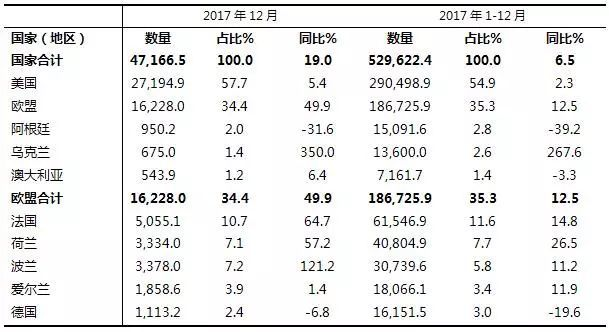 2017 年 12 月 2017 年 1-12 月
国家（地区） 数量 占比% 同比% 数量 占比% 同比%
国家合计 47,166.5 100.0 19.0 529,622.4 100.0 6.5
美国 27,194.9 57.7 5.4 290,498.9 54.9 2.3
欧盟 16,228.0 34.4 49.9 186,725.9 35.3 12.5
阿根廷 950.2 2.0 -31.6 15,091.6 2.8 -39.2
乌克兰 675.0 1.4 350.0 13,600.0 2.6 267.6
澳大利亚 543.9 1.2 6.4 7,161.7 1.4 -3.3
欧盟合计 16,228.0 34.4 49.9 186,725.9 35.3 12.5
法国 5,055.1 10.7 64.7 61,546.9 11.6 14.8
荷兰 3,334.0 7.1 57.2 40,804.9 7.7 26.5
波兰 3,378.0 7.2 121.2 30,739.6 5.8 11.2
爱尔兰 1,858.6 3.9 1.4 18,066.1 3.4 11.9
德国 1,113.2 2.4 -6.8 16,151.5 3.0 -19.6